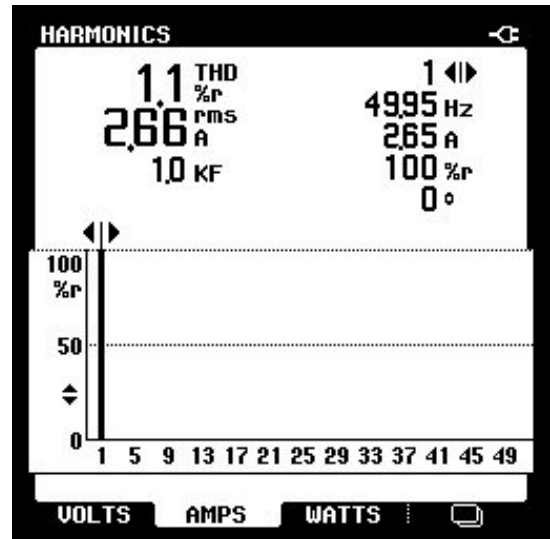 HARMONICS
1.1 THD %r 1
2.66 rms A 49.95 Hz
2.65 A
1.0 KF 100 %r
0 °
100
%r
50
0
1 5 9 13 17 21 25 29 33 37 41 45 49
VOLTS AMPS WATTS